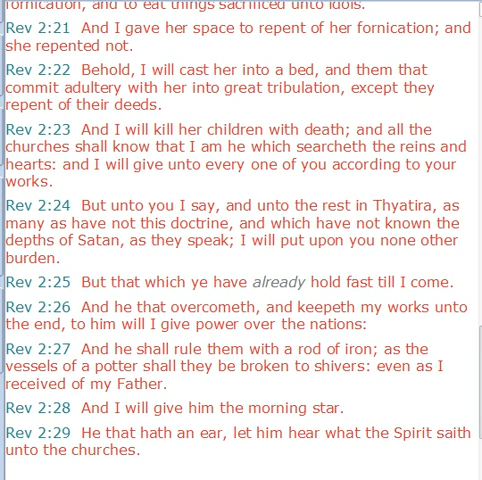 fornication, and to eat things sacrificed unto idols.
Rev 2:21 And I gave her space to repent of her fornication; and
she repented not.
Rev 2:22 Behold, I will cast her into a bed, and them that
commit adultery with her into great tribulation, except they
repent of their deeds.
Rev 2:23 And I will kill her children with death; and all the
churches shall know that I am he which searcheth the reins and
hearts: and I will give unto every one of you according to your
works.
Rev 2:24 But unto you I say, and unto the rest in Thyatira, as
many as have not this doctrine, and which have not known the
depths of Satan, as they speak; I will put upon you none other
burden.
Rev 2:25 But that which ye have already hold fast till I come.
Rev 2:26 And he that overcometh, and keepeth my works unto
the end, to him will I give power over the nations:
Rev 2:27 And he shall rule them with a rod of iron; as the
vessels of a potter shall they be broken to shivers: even as I
received of my Father.
Rev 2:28 And I will give him the morning star.
Rev 2:29 He that hath an ear, let him hear what the Spirit saith
unto the churches.